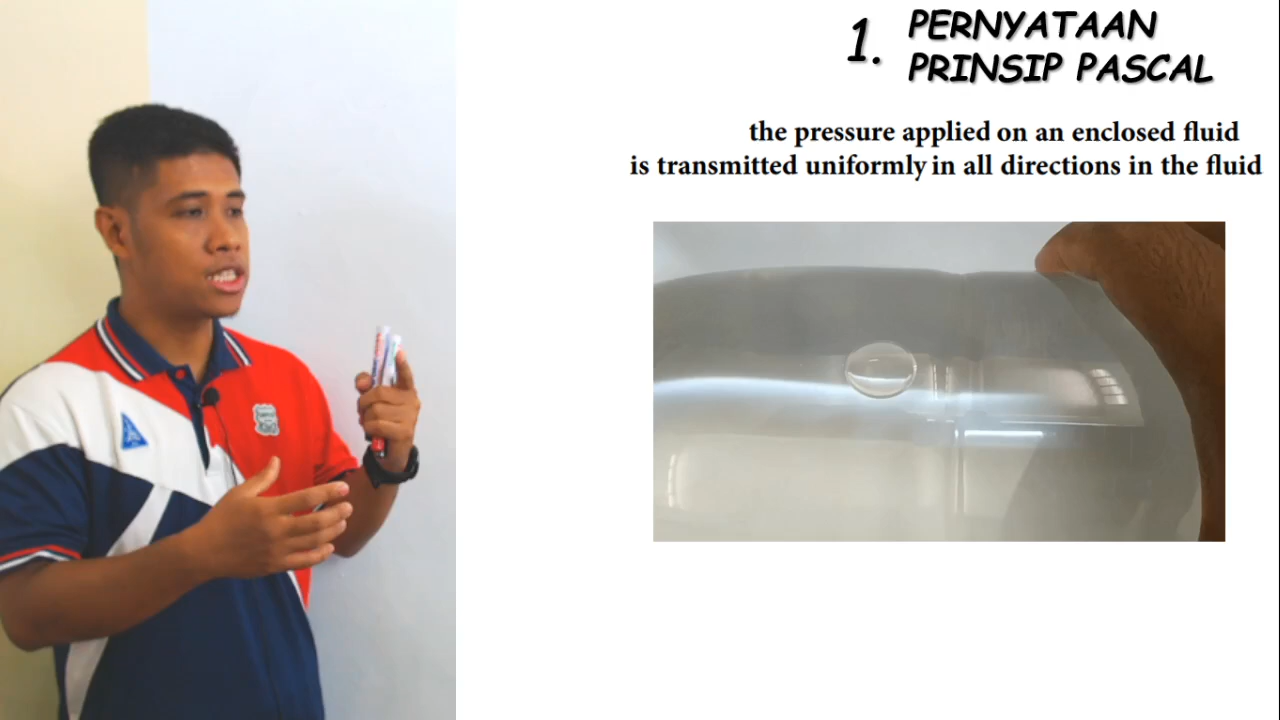 1. PERNYATAAN
PRINSIP PASCAL
the pressure applied on an enclosed fluid
is transmitted uniformly in all directions in the fluid